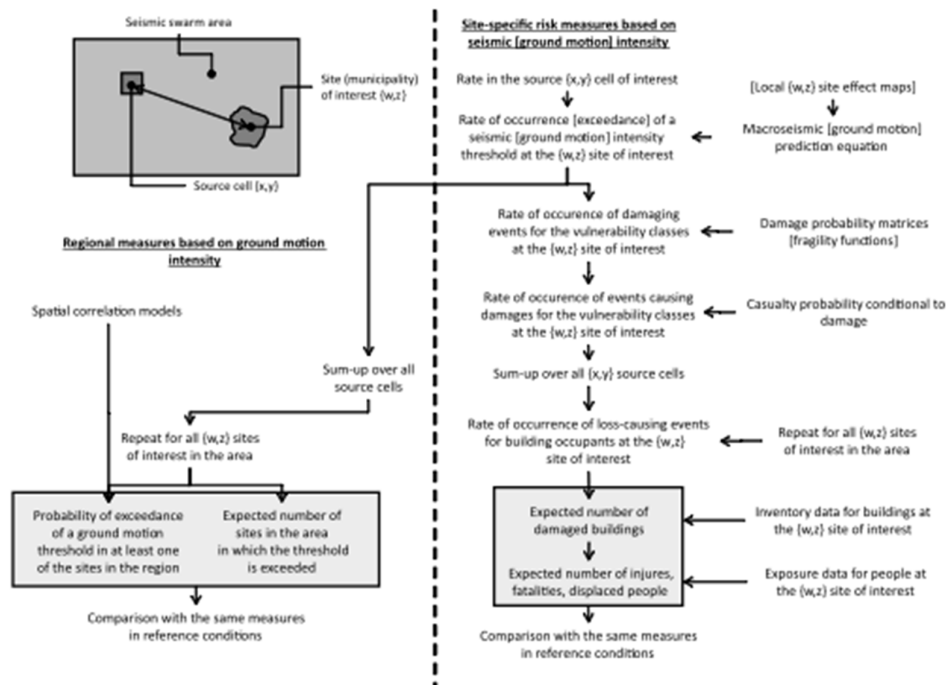 Seismic swarm area
Site (municipality)
of interest {w,z}
Source cell {x,y}
Regional measures based on ground motion
intensity
Spatial correlation models
Sum-up over all
source cells
Repeat for all {w,z} sites
of interest in the area
Probability of exceedance
of a ground motion
threshold in at least one
of the sites in the region
Expected number of
sites in the area
in which the threshold
is exceeded
Comparison with the same measures
in reference conditions
Site-specific risk measures based on
seismic [ground motion] intensity
Rate in the source {x,y} cell of interest
Rate of occurrence [exceedance] of a
seismic [ground motion] intensity
threshold at the {w,z} site of interest
[Local {w,z} site effect maps]
Macroseismic [ground motion]
prediction equation
Rate of occurence of damaging
events for the vulnerability classes
at the {w,z} site of interest
Damage probability matrices
[fragility functions]
Rate of occurence of events causing
damages for the vulnerability classes
at the {w,z} site of interest
Casualty probability conditional to
damage
Sum-up over all {x,y} source cells
Rate of occurrence of loss-causing events
for building occupants at the {w,z}
site of interest
Repeat for all {w,z} sites
of interest in the area
Expected number of
damaged buildings
Inventory data for buildings at
the {w,z} site of interest
Expected number of injures,
fatalities, displaced people
Exposure data for people at
the {w,z} site of interest
Comparison with the same measures
in reference conditions